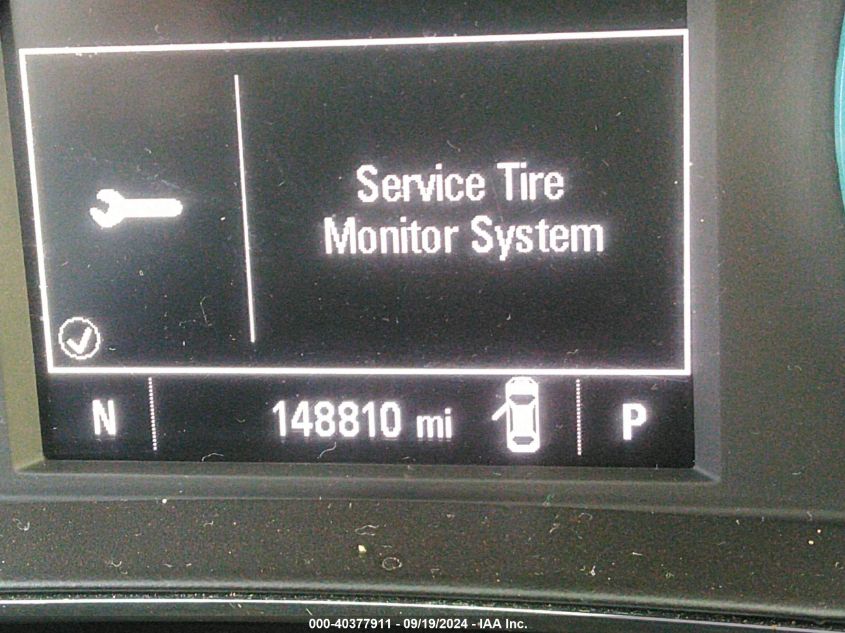 Service Tire
Monitor System
N 148810 mi P
000-40377911 - 09/19/2024 - IAA Inc.